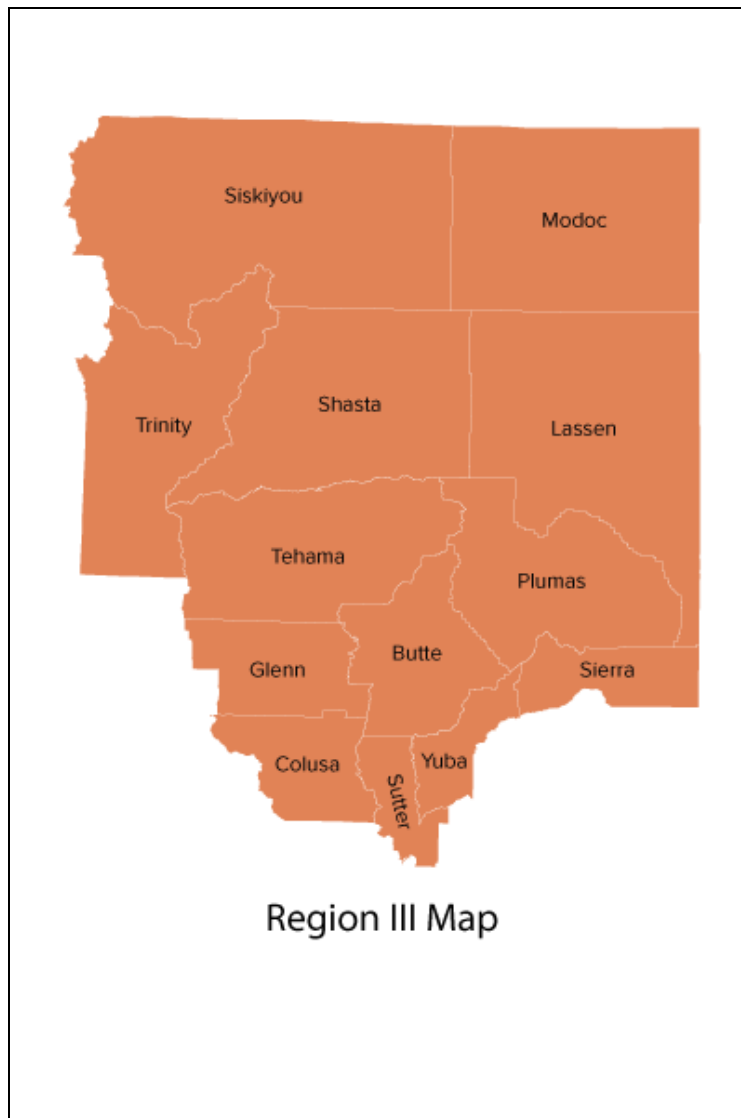 Siskiyou
Modoc
Trinity
Shasta
Lassen
Tehama
Plumas
Glenn
Butte
Sierra
Colusa
Sutter
Yuba
Region III Map